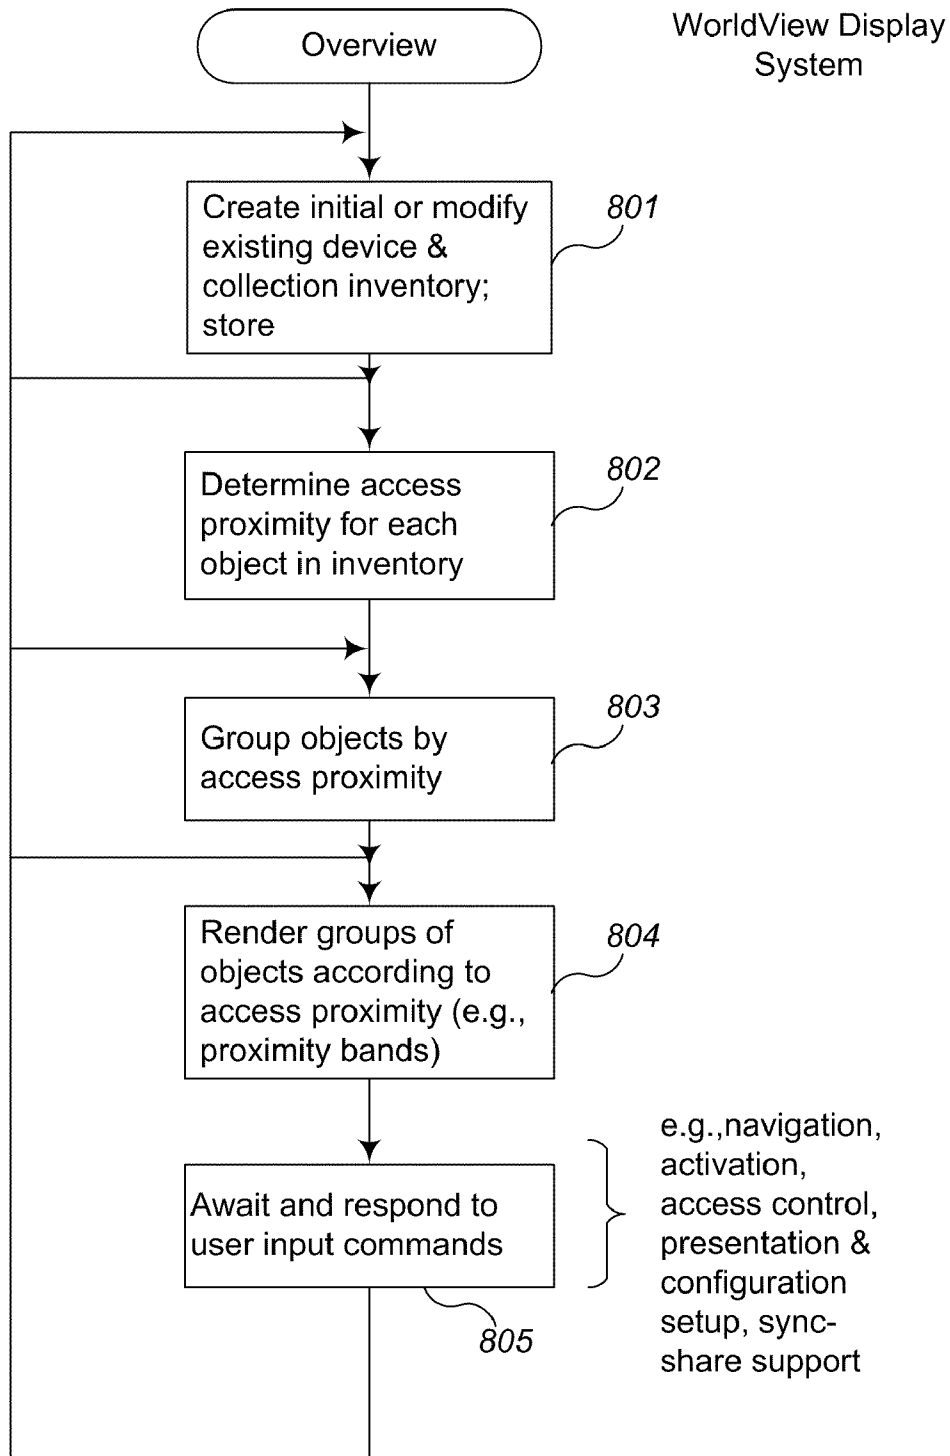 Overview
WorldView Display
System
Create initial or modify
existing device &
collection inventory;
store
801
Determine access
proximity for each
object in inventory
802
Group objects by
access proximity
803
Render groups of
objects according to
access proximity (e.g.,
proximity bands)
804
Await and respond to
user input commands
805
e.g.,navigation,
activation,
access control,
presentation &
configuration
setup, sync-
share support